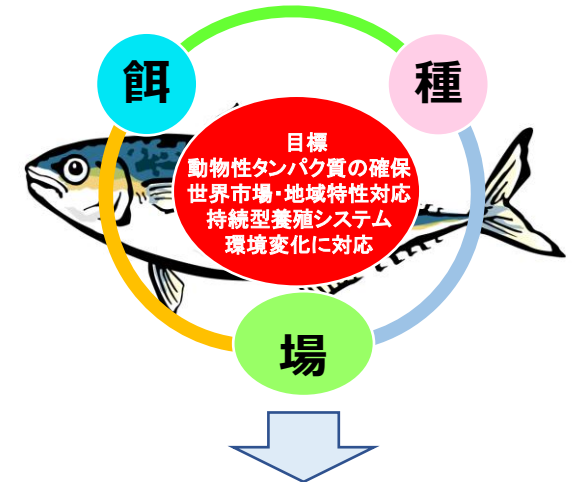 餌
種
目標
動物性タンパク質の確保
世界市場・地域特性対応
持続型養殖システム
環境変化に対応
場